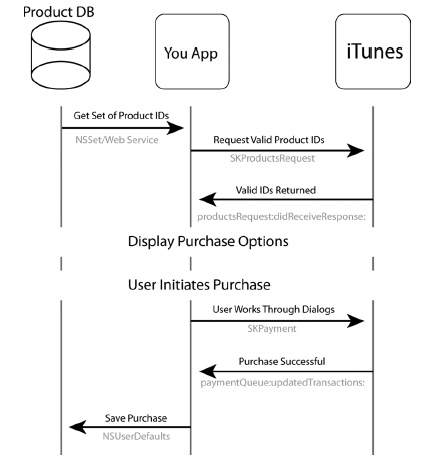 Product DB
You App
iTunes
Get Set of Product IDs
NSSet/Web Service
Request Valid Product IDs
SKProductsRequest
Valid IDs Returned
productsRequest:didReceiveResponse:
Display Purchase Options
User Initiates Purchase
User Works Through Dialogs
SKPayment
Purchase Successful
paymentQueue:updatedTransactions:
Save Purchase
NSUserDefaults